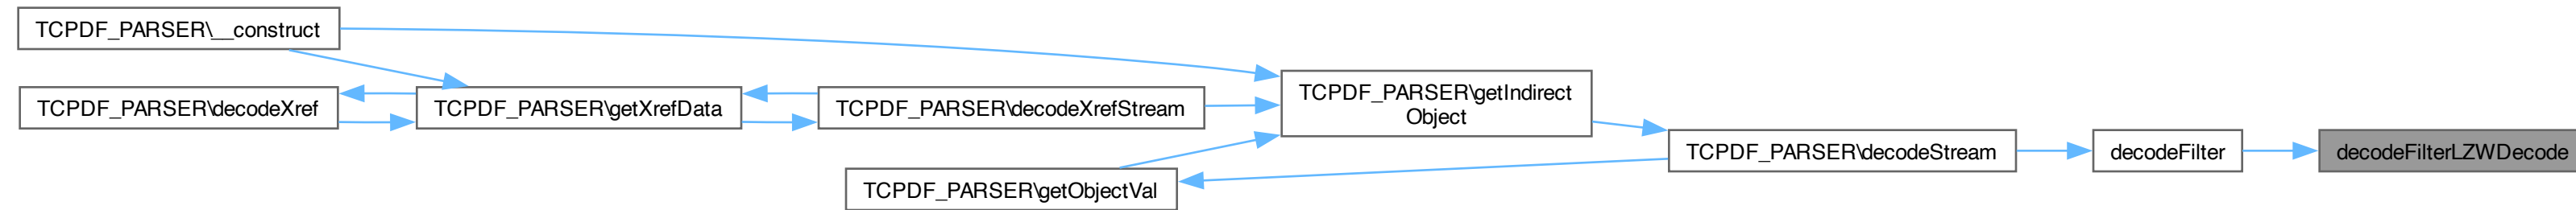 TCPDF_PARSER\__construct
TCPDF_PARSER\decodeXref
TCPDF_PARSER\getXrefData
TCPDF_PARSER\decodeXrefStream
TCPDF_PARSER\getIndirect
Object
TCPDF_PARSER\getObjectVal
TCPDF_PARSER\decodeStream
decodeFilter
decodeFilterLZWDecode